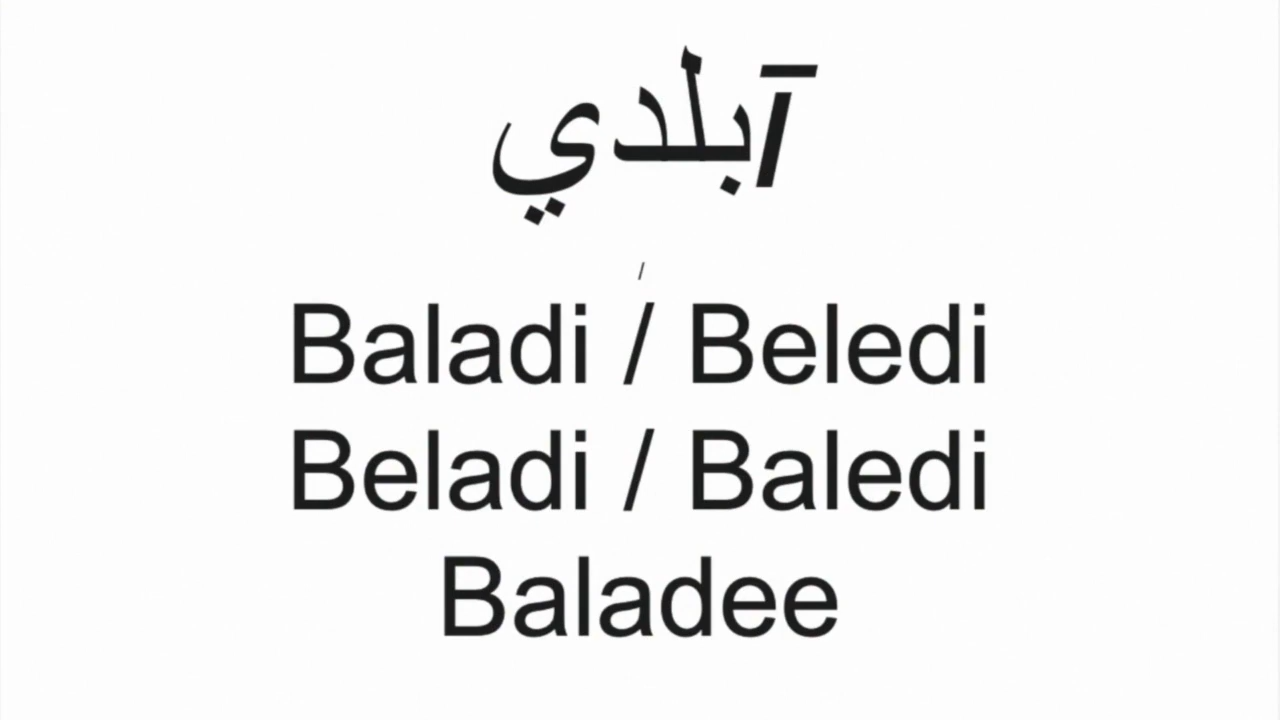 آبلدي
/
Baladi / Beledi
Beladi / Baledi
Baladee